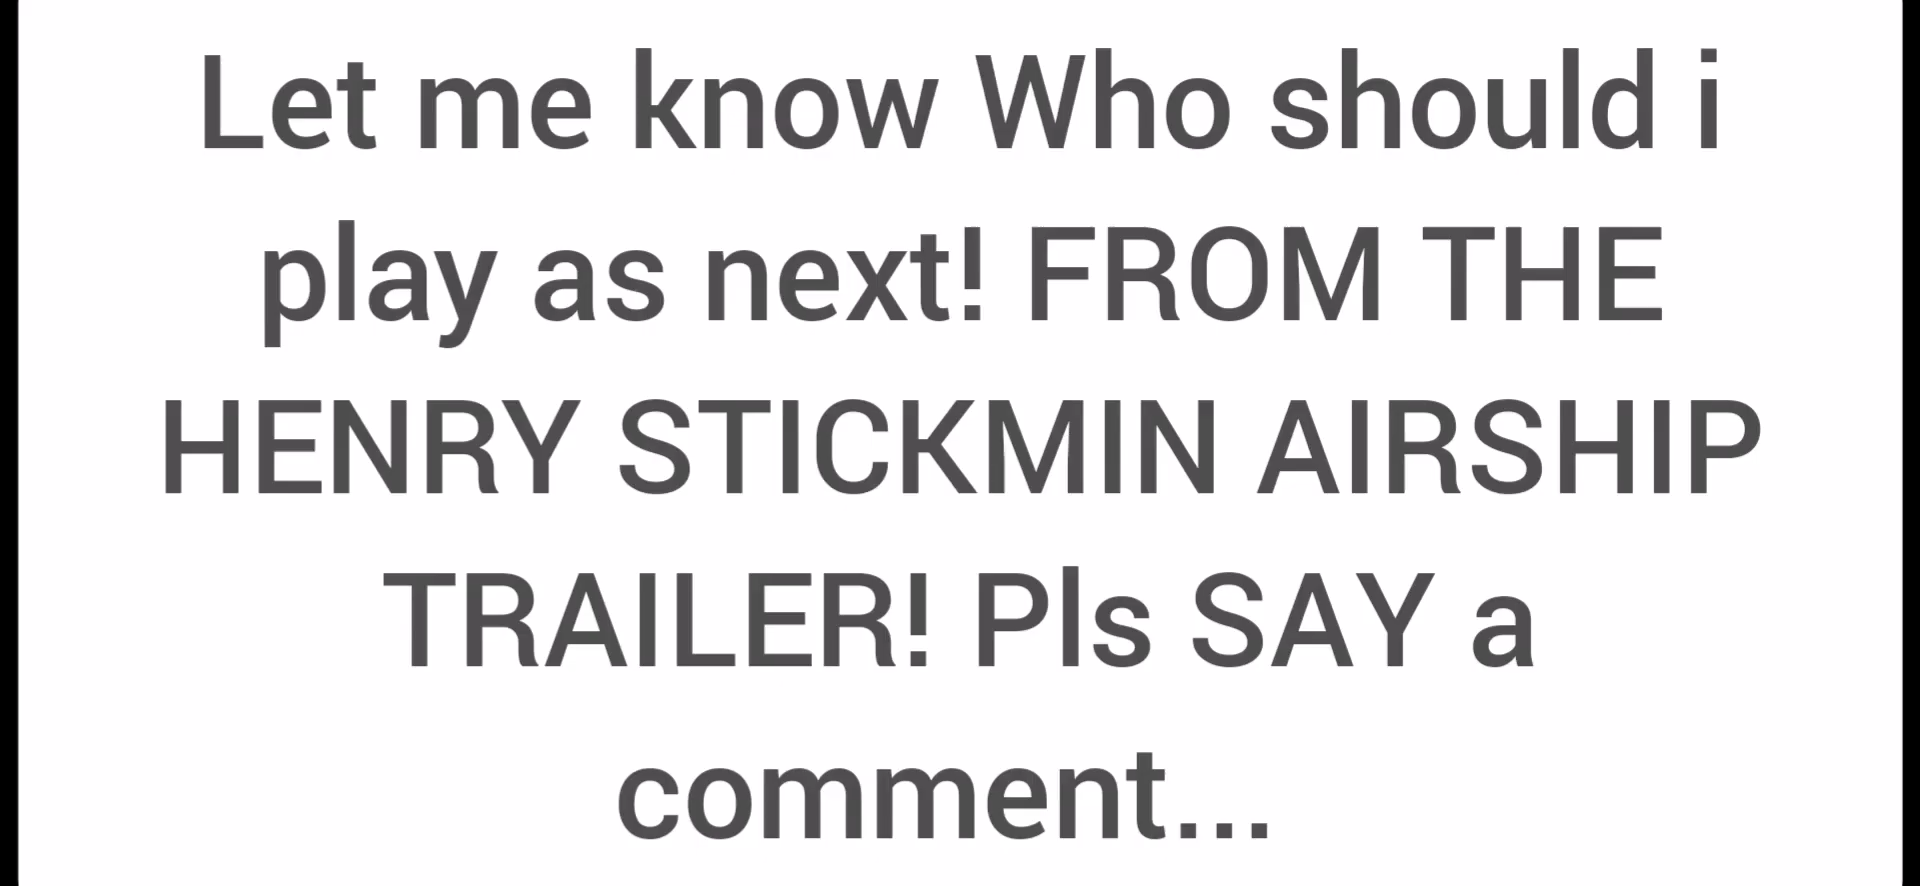 Let me know Who should i
play as next! FROM THE
HENRY STICKMIN AIRSHIP
TRAILER! Pls SAY a
comment...